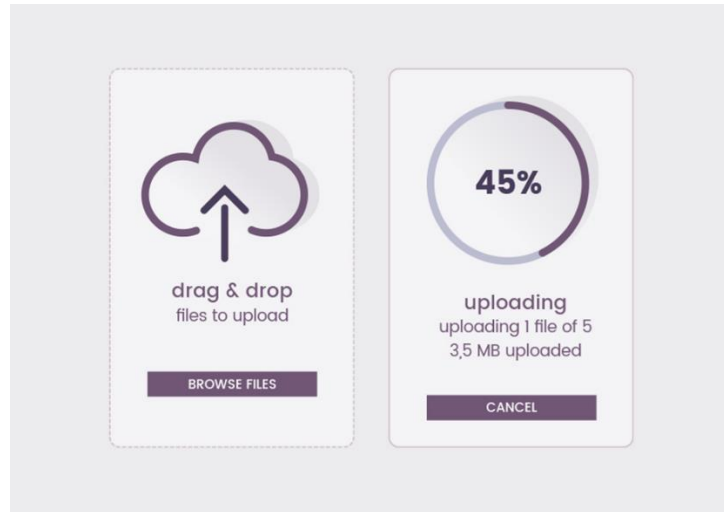 drag & drop
files to upload
BROWSE FILES
45%
uploading
uploading 1 file of 5
3,5 MB uploaded
CANCEL